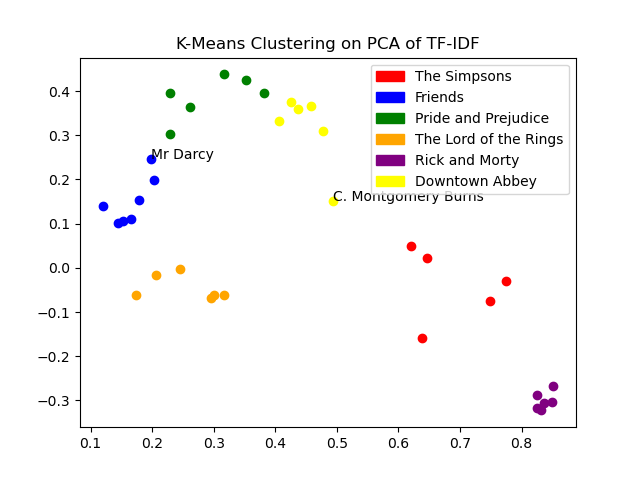 K-Means Clustering on PCA of TF-IDF
The Simpsons
Friends
Pride and Prejudice
The Lord of the Rings
Rick and Morty
Downtown Abbey
Mr Darcy
C. Montgomery Burns
0.4
0.3
0.2
0.1
0.0
−0.1
−0.2
−0.3
0.1 0.2 0.3 0.4 0.5 0.6 0.7 0.8